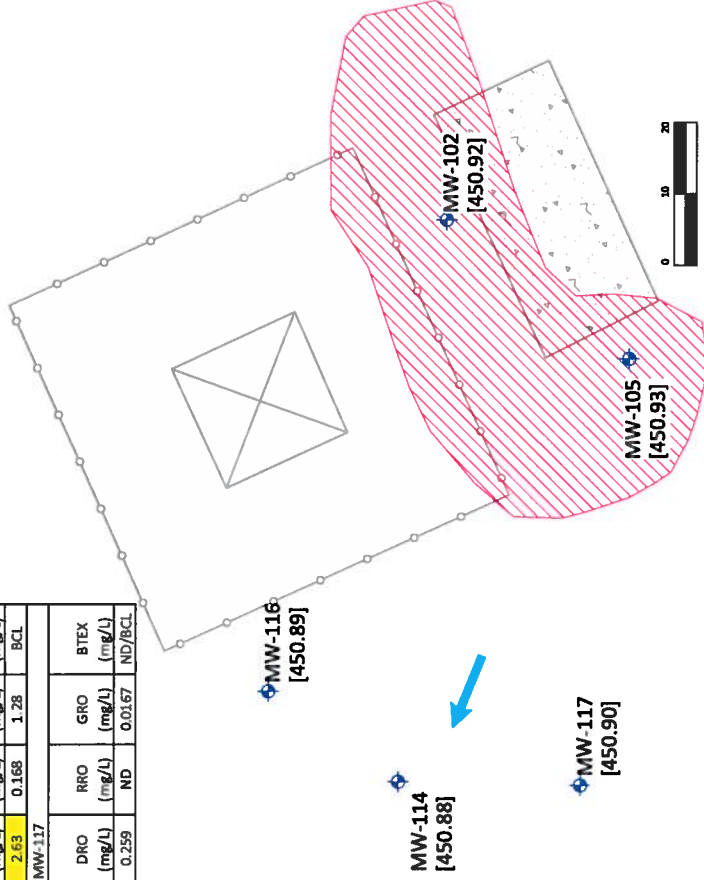 2.63 0.168 1.28 BCL
MW-117
DRO RRO GRO BTEX
(mg/L) (mg/L) (mg/L) (mg/L)
0.259 ND 0.0167 ND/BCL
MW-102
[450.92]
0 10 20
MW-105
[450.93]
MW-116
[450.89]
MW-117
[450.90]
MW-114
[450.88]